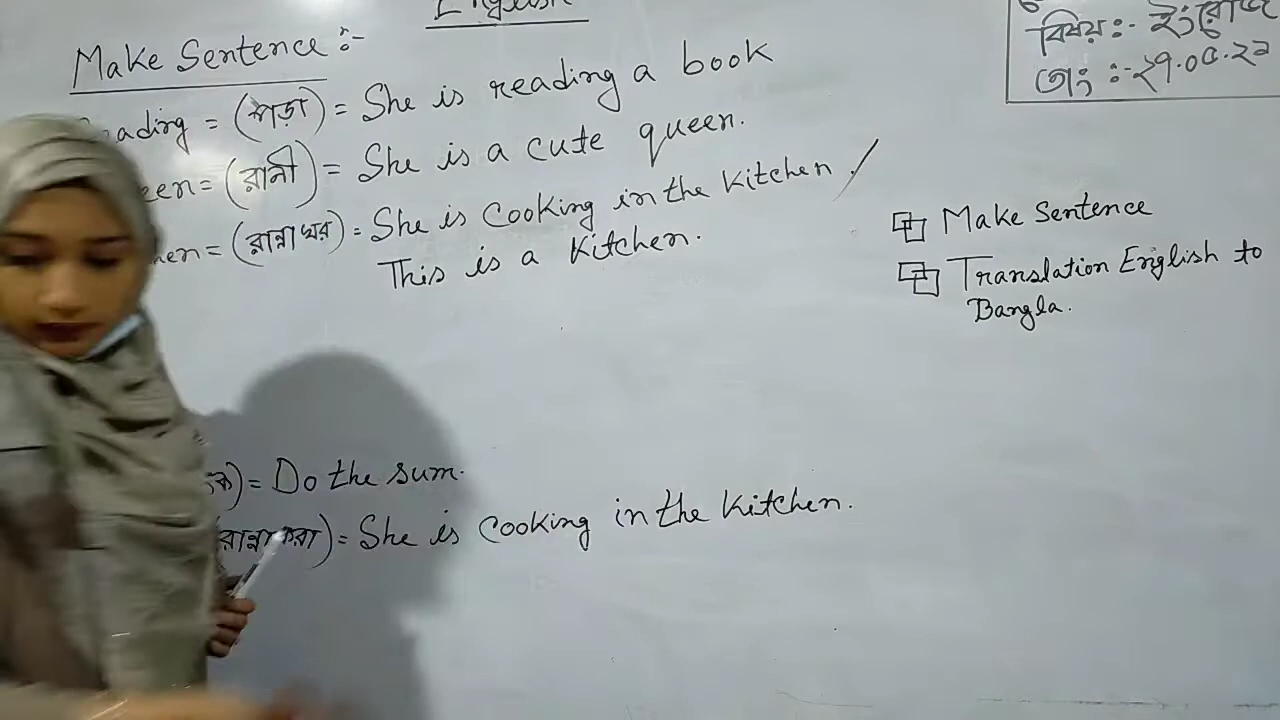 English
Make Sentence :-
= (পড়া) = She is reading a book
= (রানী) = She is a cute queen.
= (রান্নাঘর) = She is Cooking in the Kitchen. /
This is a Kitchen.
= Do the sum.
(রান্না করা) = She is Cooking in the Kitchen.
বিষয় :- ইংরেজি
তাং :- ২৭.০৫.২২
Make Sentence
Translation English to
Bangla.